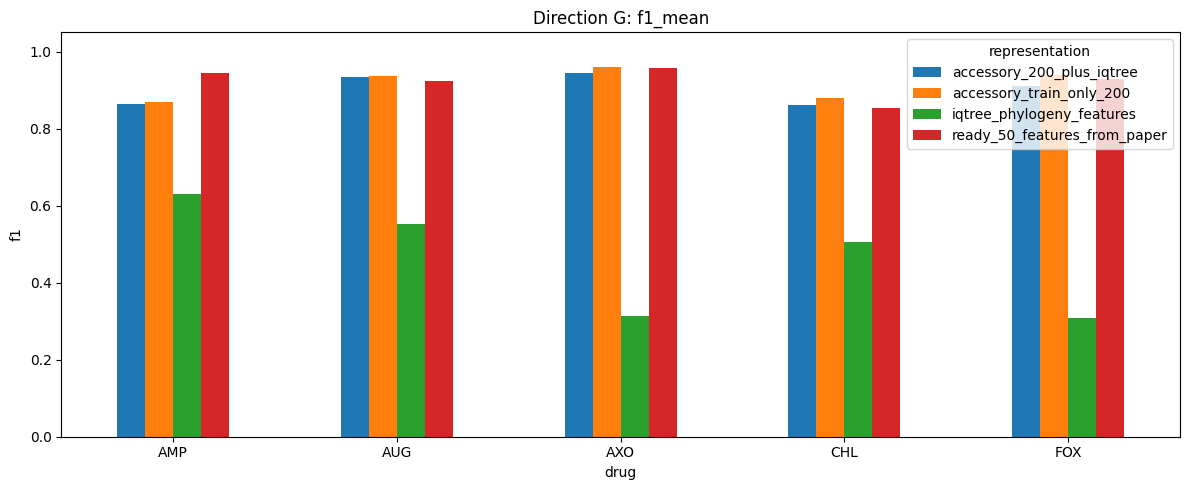 Direction G: f1_mean
representation
accessory_200_plus_iqtree
accessory_train_only_200
iqtree_phylogeny_features
ready_50_features_from_paper
f1
1.0
0.8
0.6
0.4
0.2
0.0
AMP
AUG
AXO
CHL
FOX
drug